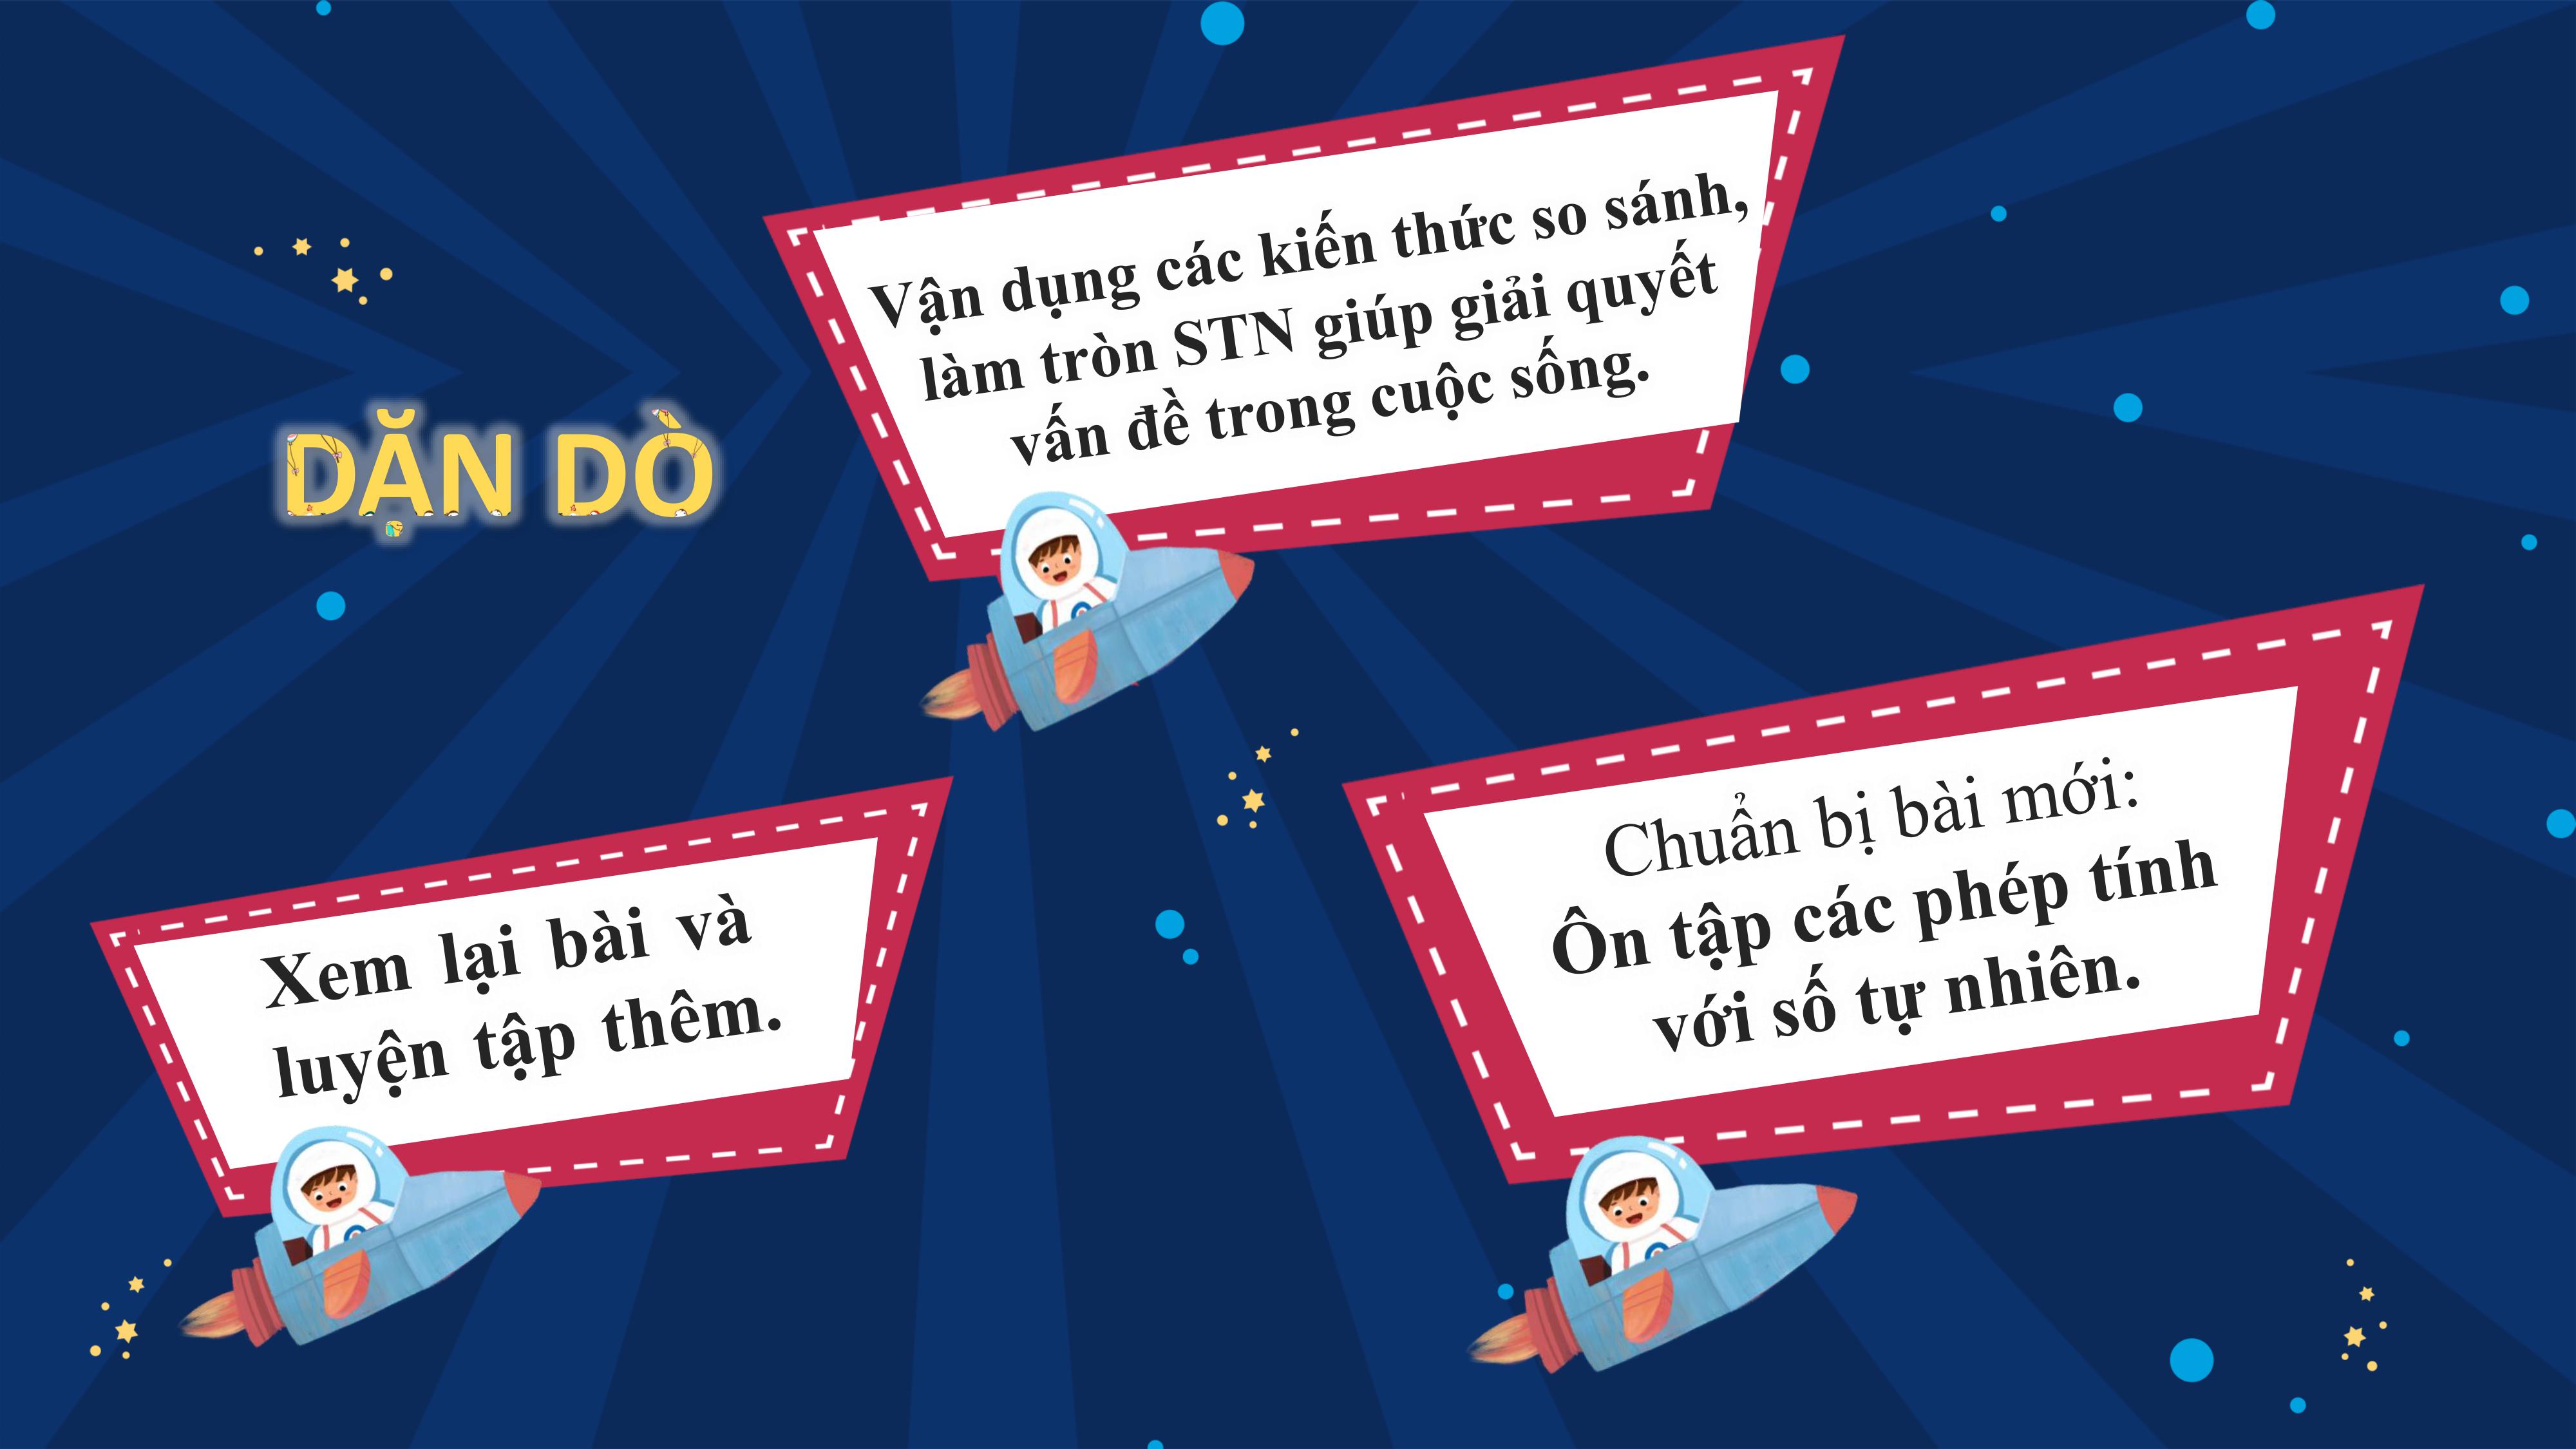 DẶN DÒ
Vận dụng các kiến thức so sánh,
làm tròn STN giúp giải quyết
vấn đề trong cuộc sống.
Xem lại bài và
luyện tập thêm.
Chuẩn bị bài mới:
Ôn tập các phép tính
với số tự nhiên.